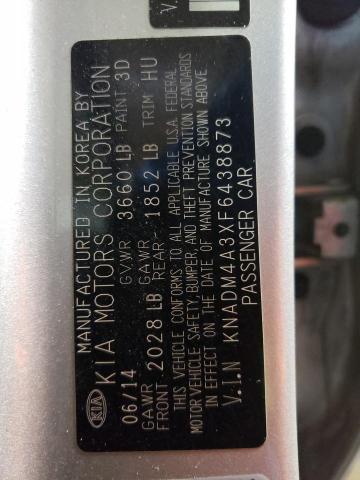 MANUFACTURED IN KOREA BY
KIA KIA MOTORS CORPORATION
06/14 G.V.WR 3660 LB PAINT 3D
GAWR FRONT 2028 LB GAWR REAR- 1852 LB TRIM HU
THIS VEHICLE CONFORMS TO ALL APPLICABLE U.S.A. FEDERAL
MOTOR VEHICLE SAFETY, BUMPER, AND THEFT PREVENTION STANDARDS
IN EFFECT ON THE DATE OF MANUFACTURE SHOWN ABOVE
V.I.N KNADM4A3XF6438873
PASSENGER CAR